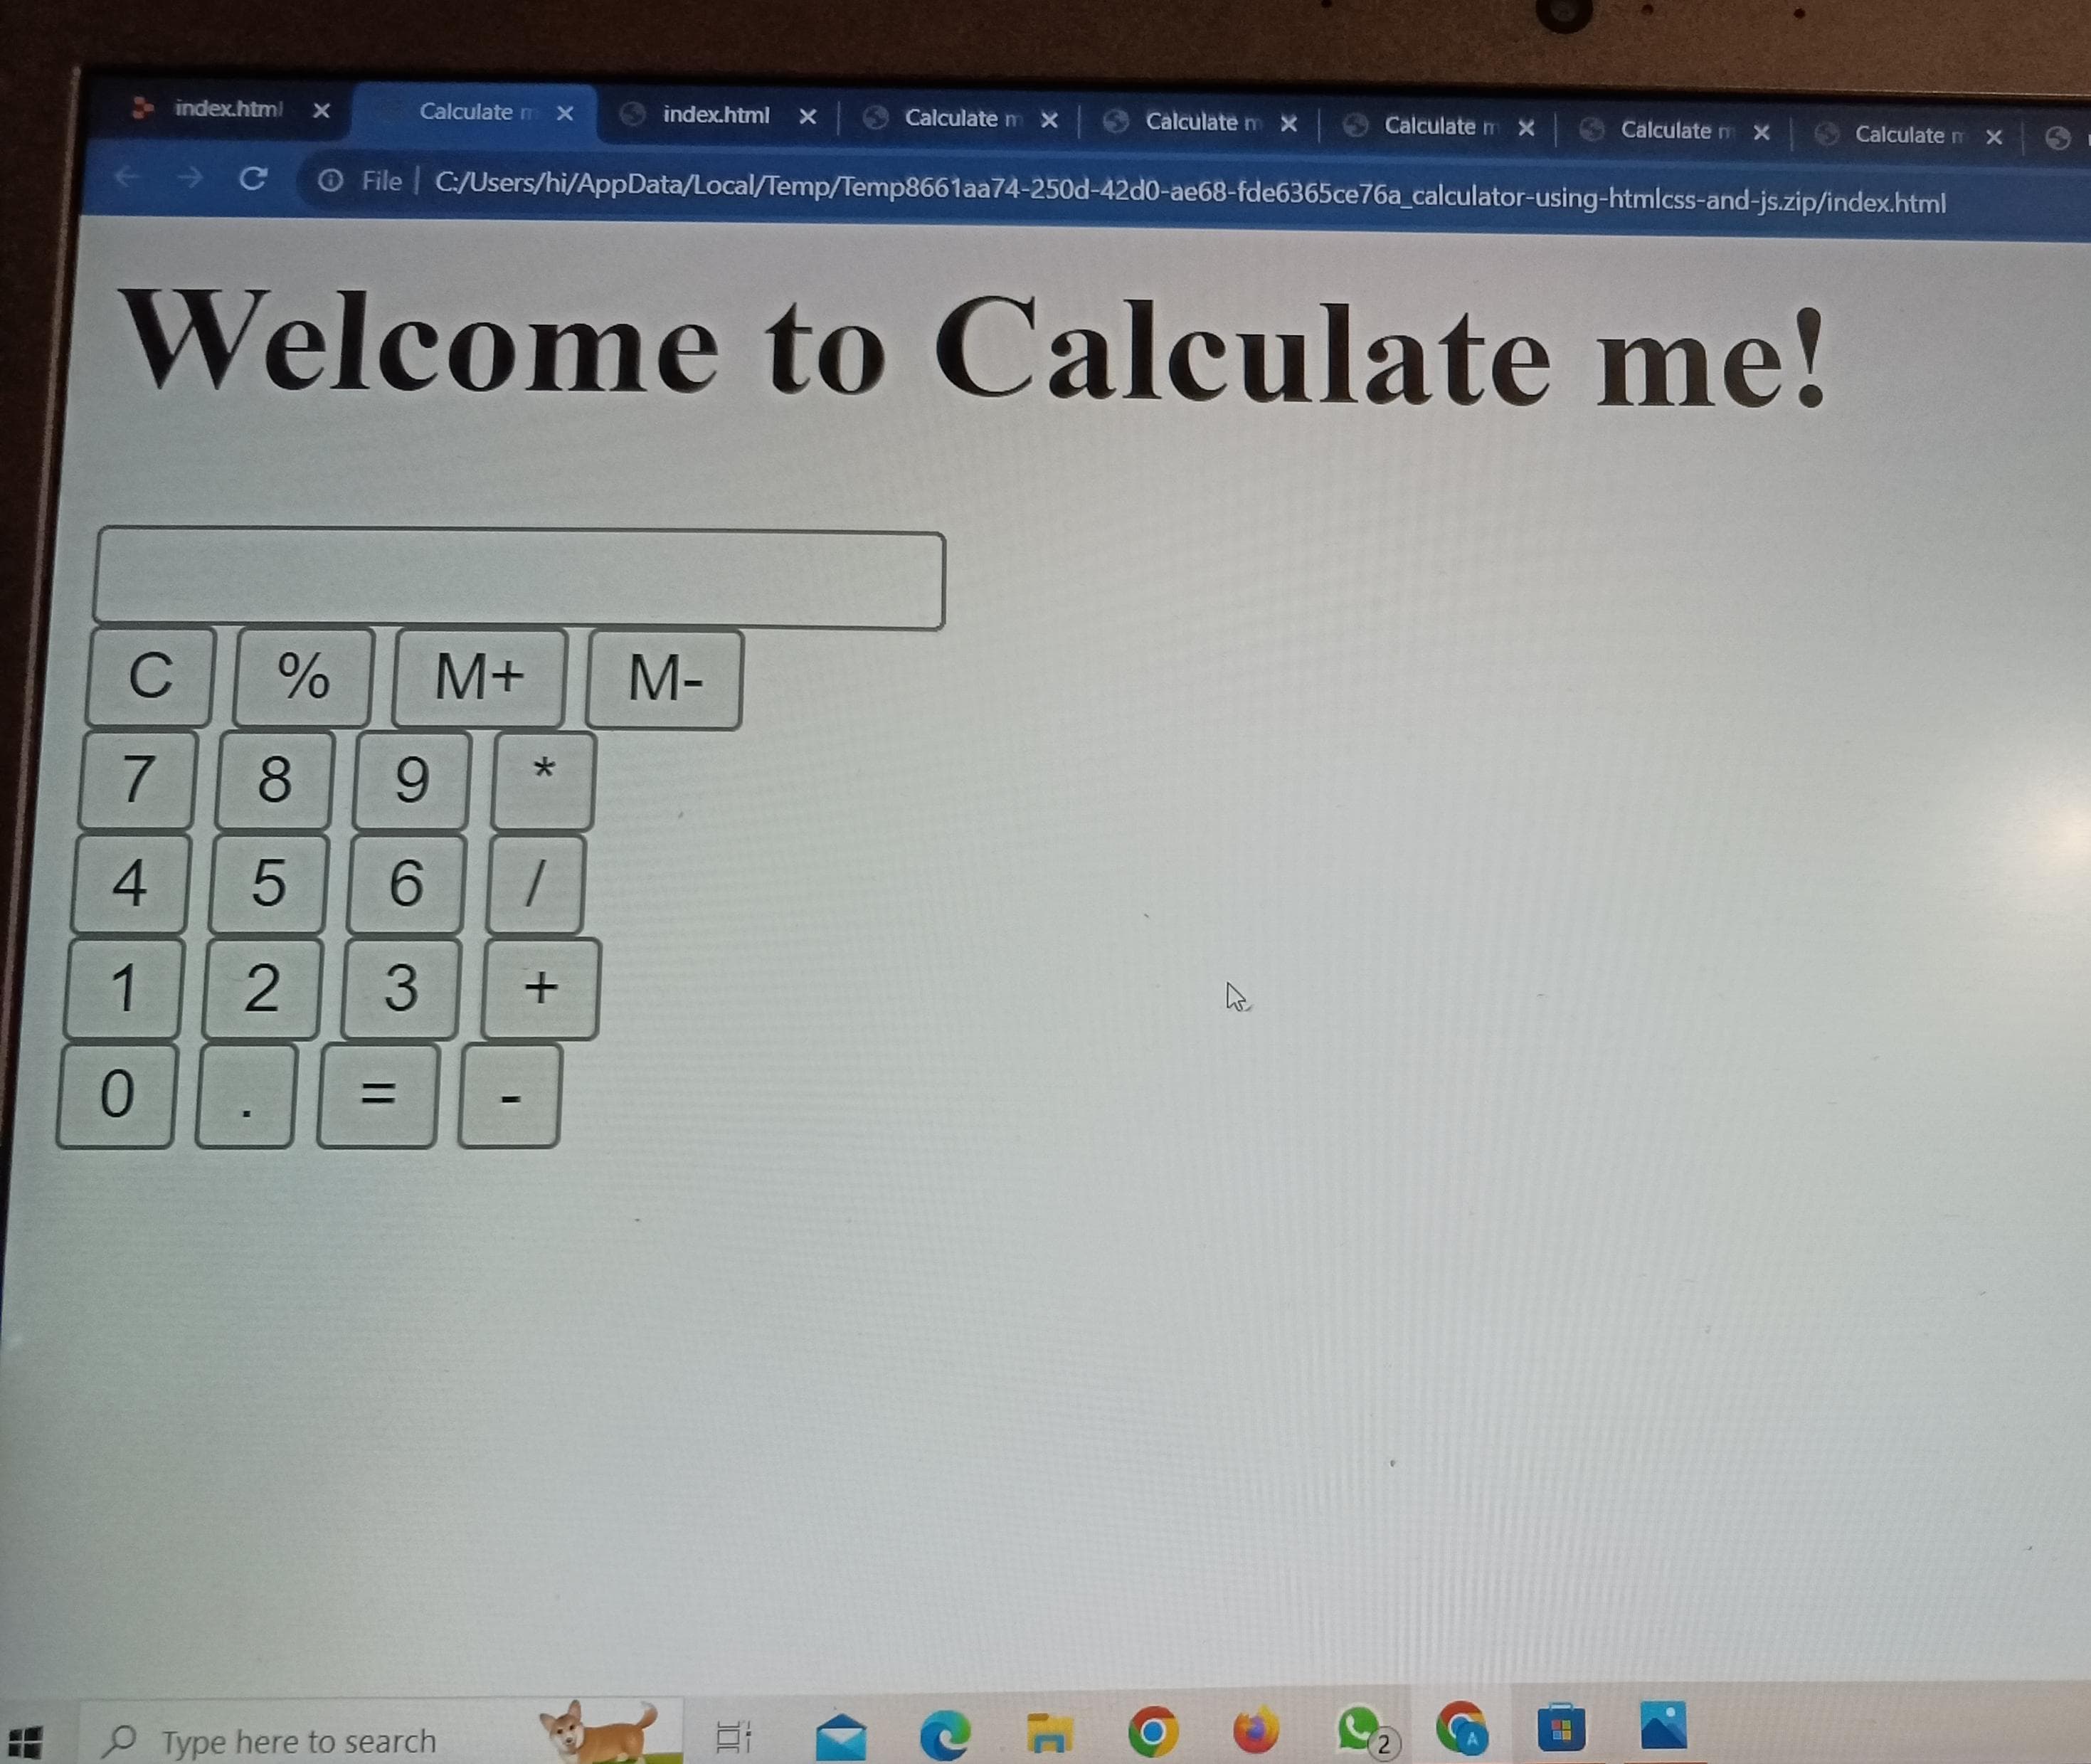 index.html Calculate m index.html Calculate m Calculate m Calculate m Calculate m Calculate m
File C:/Users/hi/AppData/Local/Temp/Temp8661aa74-250d-42d0-ae68-fde6365ce76a_calculator-using-htmlcss-and-js.zip/index.html
Welcome to Calculate me!
C % M+ M-
7 8 9 *
4 5 6 /
1 2 3 +
0 . = -
Type here to search 2 A